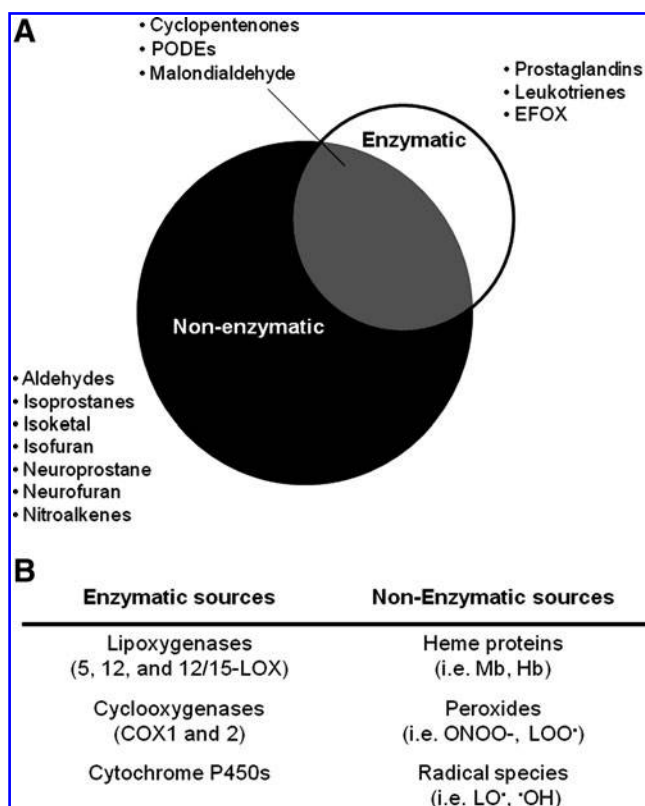 A
• Cyclopentenones
• PODEs
• Malondialdehyde
• Prostaglandins
• Leukotrienes
• EFOX
Enzymatic
Non-enzymatic
• Aldehydes
• Isoprostanes
• Isoketal
• Isofuran
• Neuroprostane
• Neurofuran
• Nitroalkenes
B
Enzymatic sources Non-Enzymatic sources
Lipoxygenases Heme proteins
(5, 12, and 12/15-LOX) (i.e. Mb, Hb)
Cyclooxygenases Peroxides
(COX1 and 2) (i.e. ONOO-, LOO•)
Cytochrome P450s Radical species
(i.e. LO•, •OH)